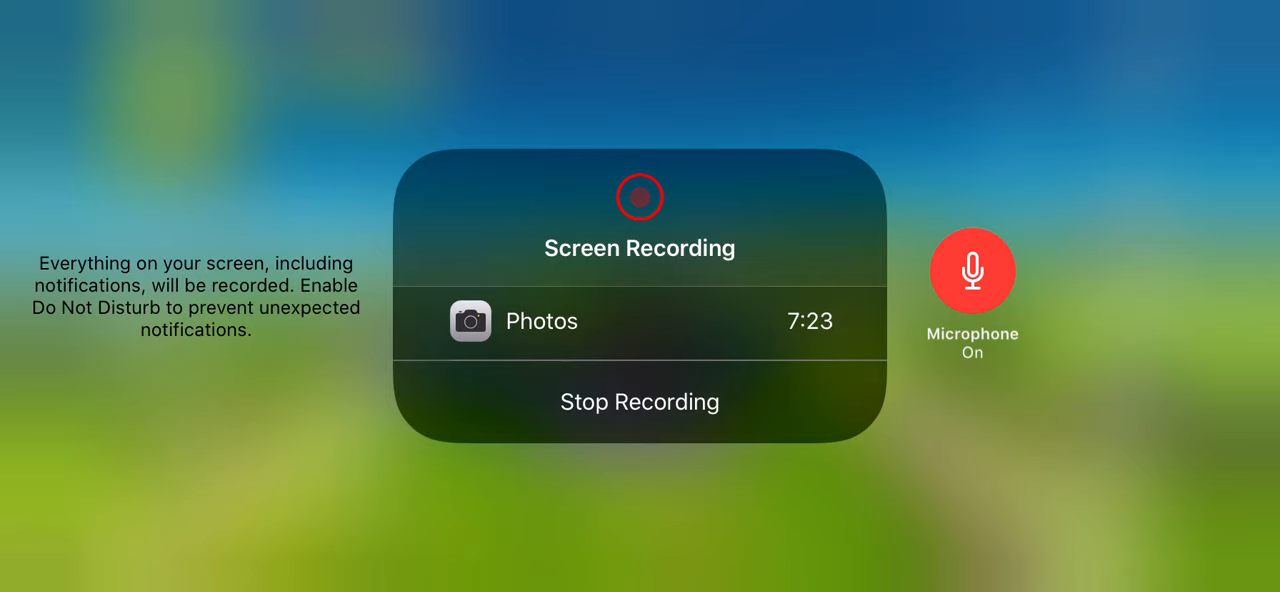 Everything on your screen, including
notifications, will be recorded. Enable
Do Not Disturb to prevent unexpected
notifications.
Screen Recording
Photos 7:23
Stop Recording
Microphone
On